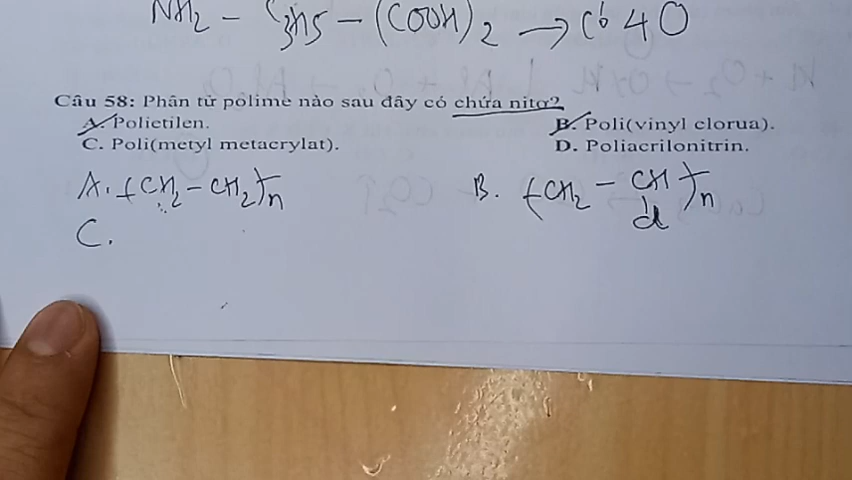 NH2 - C3H5 - (COOH)2 → có 4 O
Câu 58: Phân tử polime nào sau đây có chứa nitơ?
A. Polietilen. B. Poli(vinyl clorua).
C. Poli(metyl metacrylat). D. Poliacrilonitrin.
A. (CH2 - CH2)n B. (CH2 - CH)n
Cl
C.